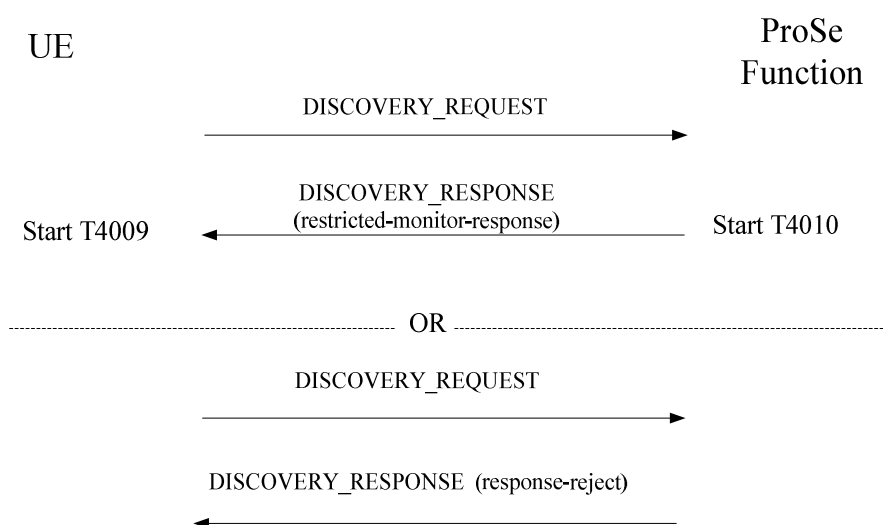 UE
ProSe
Function
DISCOVERY_REQUEST
DISCOVERY_RESPONSE
(restricted-monitor-response)
Start T4009
Start T4010
OR
DISCOVERY_REQUEST
DISCOVERY_RESPONSE (response-reject)